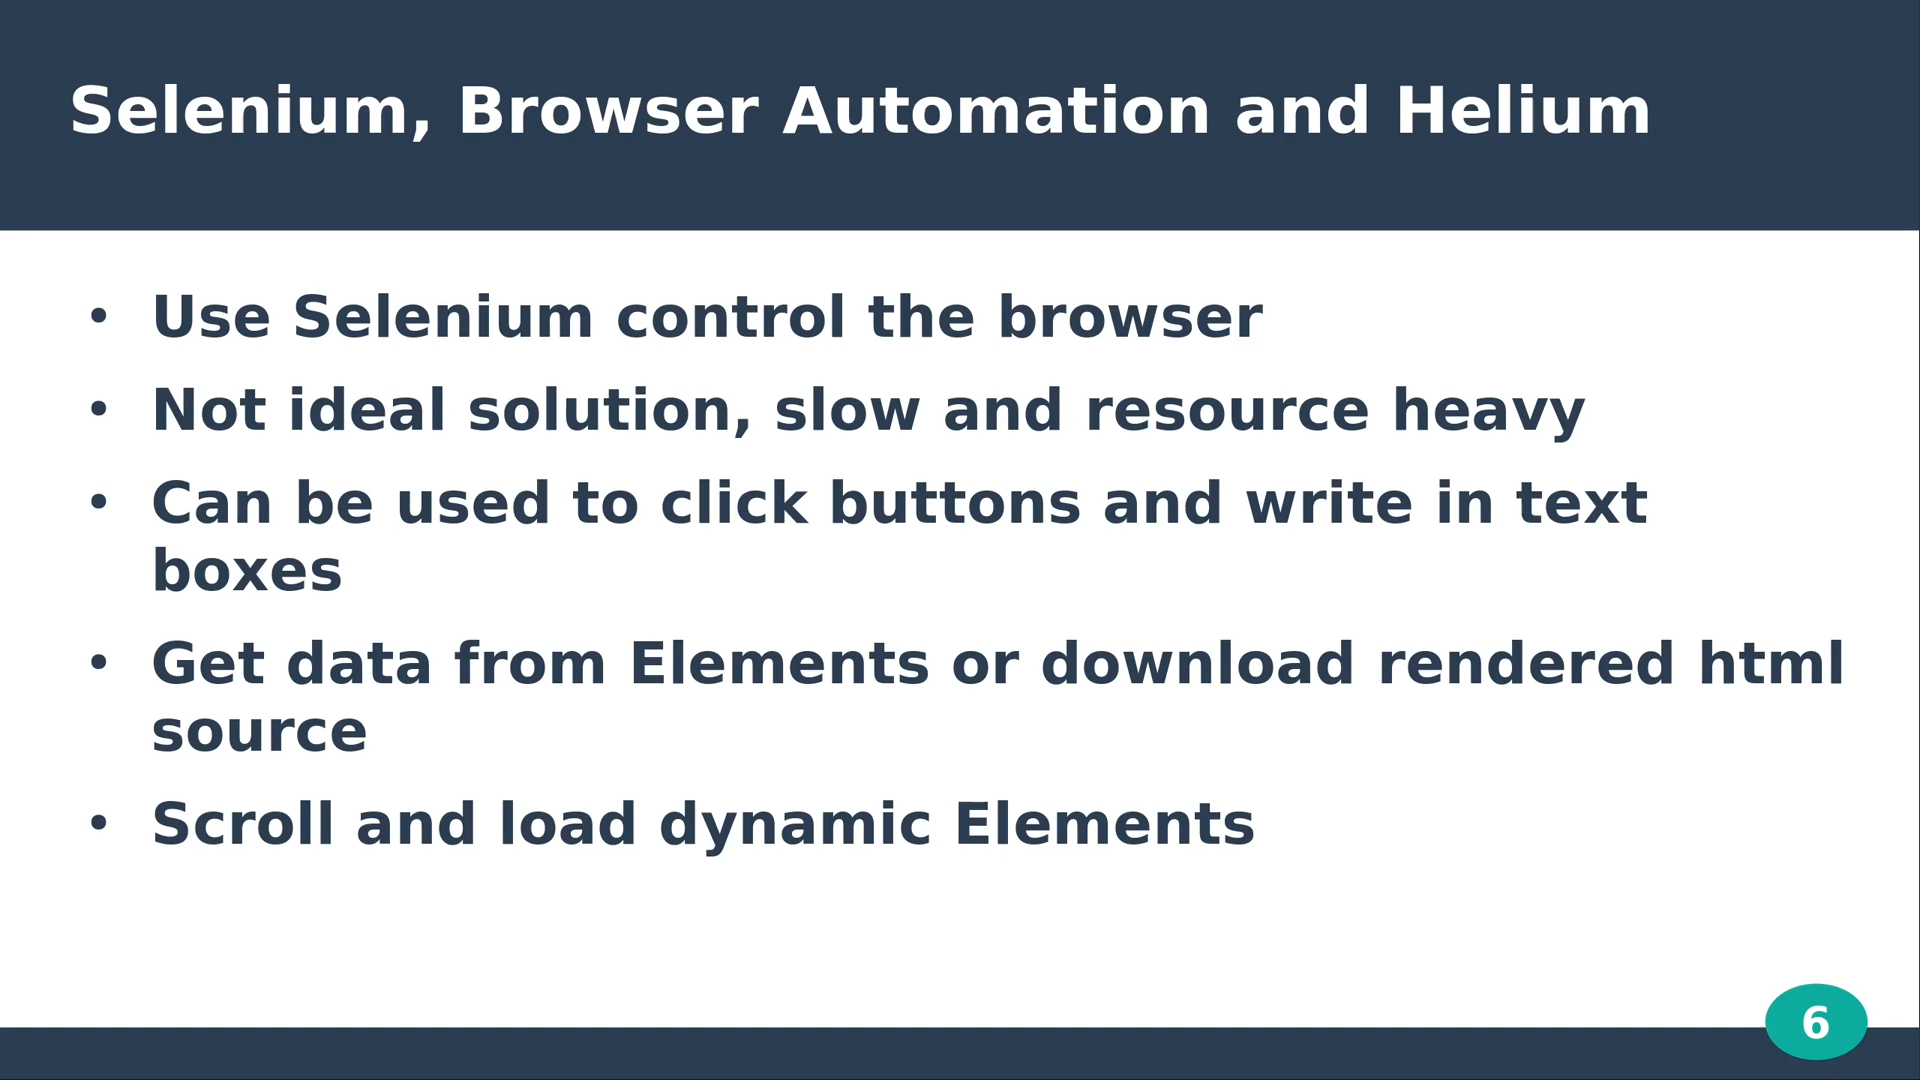 Selenium, Browser Automation and Helium
• Use Selenium control the browser
• Not ideal solution, slow and resource heavy
• Can be used to click buttons and write in text
boxes
• Get data from Elements or download rendered html
source
• Scroll and load dynamic Elements
6